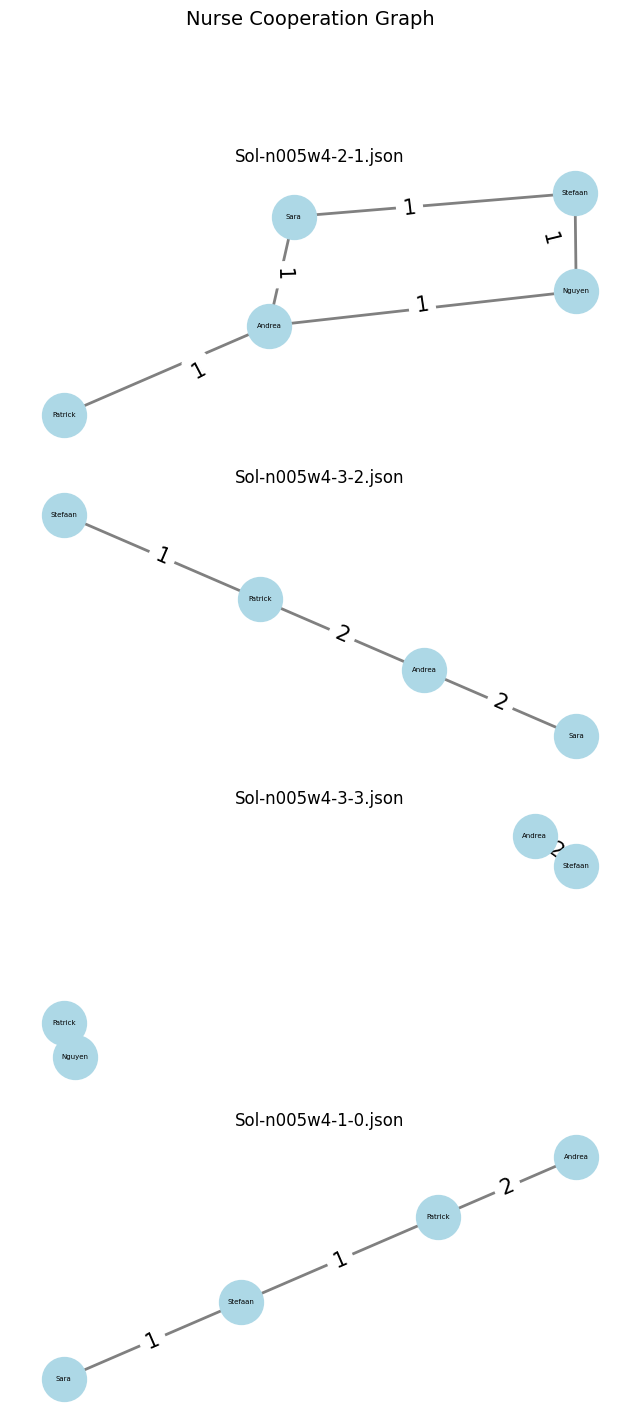 Nurse Cooperation Graph
Sol-n005w4-2-1.json
Stefaan
Sara
1
1
1
Nguyen
1
Andrea
1
Patrick
Sol-n005w4-3-2.json
Stefaan
1
Patrick
2
Andrea
2
Sara
Sol-n005w4-3-3.json
Andrea
2
Stefaan
Patrick
Nguyen
Sol-n005w4-1-0.json
Andrea
2
Patrick
1
Stefaan
1
Sara